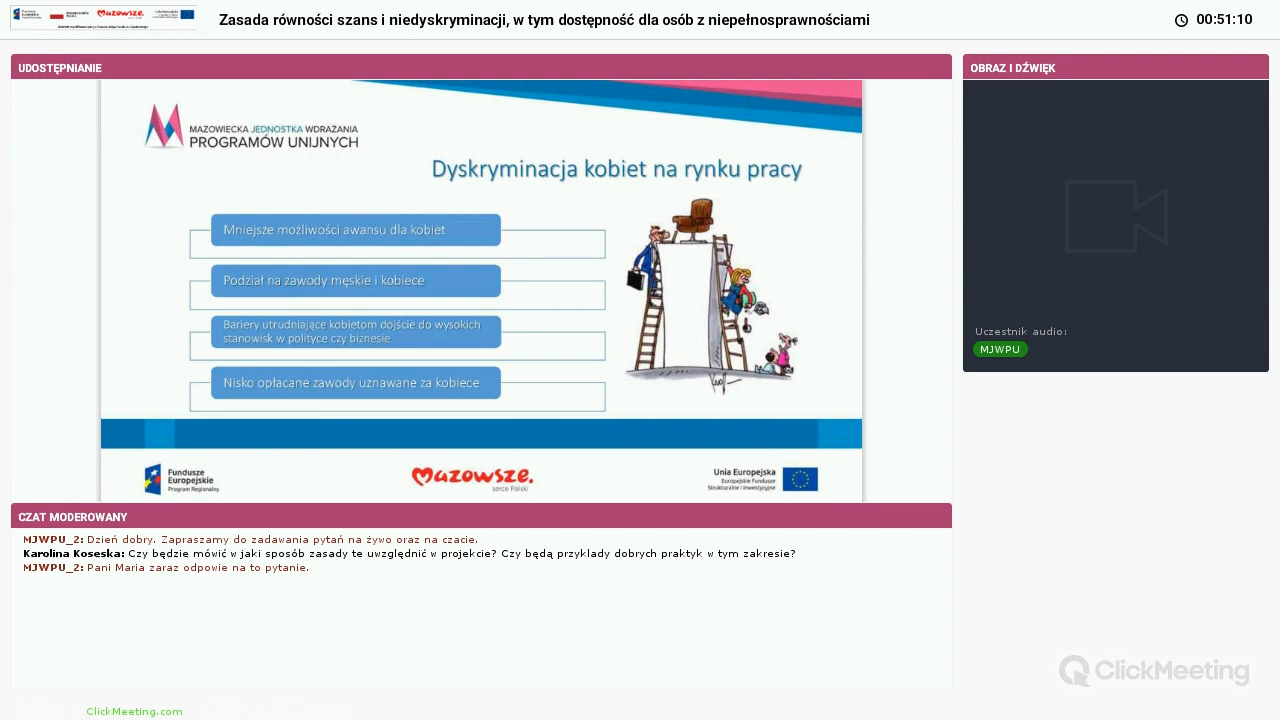 Zasada równości szans i niedyskryminacji, w tym dostępność dla osób z niepełnosprawnościami
00:51:10
UDOSTĘPNIANIE
OBRAZ I DŹWIĘK
MAZOWIECKA JEDNOSTKA WDRAŻANIA
PROGRAMÓW UNIJNYCH
Dyskryminacja kobiet na rynku pracy
Mniejsze możliwości awansu dla kobiet
Podział na zawody męskie i kobiece
Bariery utrudniające kobietom dojście do wysokich
stanowisk w polityce czy biznesie
Nisko opłacane zawody uznawane za kobiece
Uczestnik audio:
MJWPU
Fundusze
Europejskie
Program Regionalny
Mazowsze.
serce Polski
Unia Europejska
Europejskie Fundusze
Strukturalne i Inwestycyjne
CZAT MODEROWANY
MJWPU_2: Dzień dobry. Zapraszamy do zadawania pytań na żywo oraz na czacie.
Karolina Koseska: Czy będzie mówić w jaki sposób zasady te uwzględnić w projekcie? Czy będą przyklady dobrych praktyk w tym zakresie?
MJWPU_2: Pani Maria zaraz odpowie na to pytanie.
ClickMeeting
ClickMeeting.com